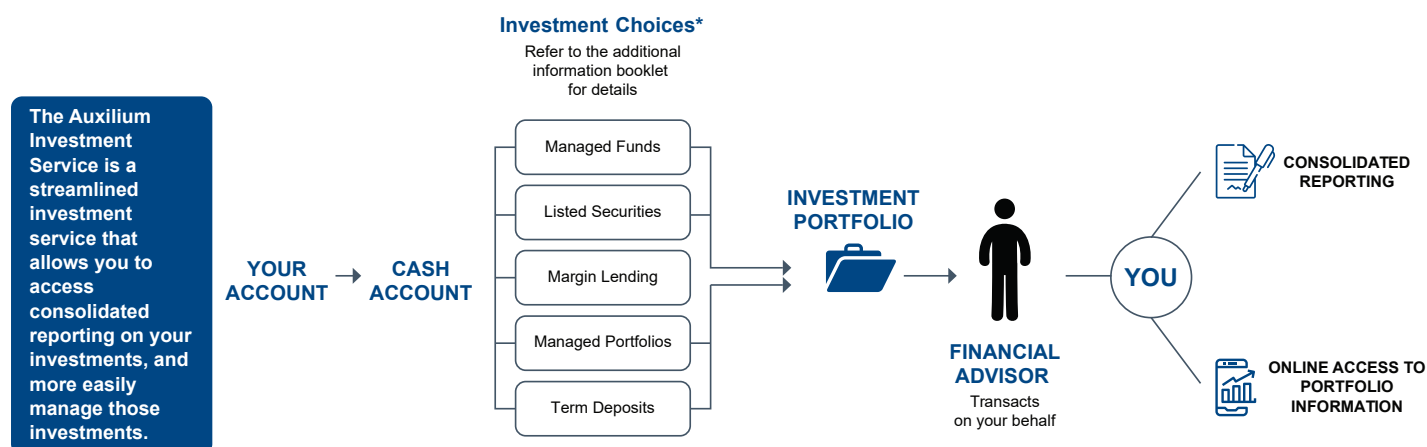 The Auxilium
Investment
Service is a
streamlined
investment
service that
allows you to
access
consolidated
reporting on your
investments, and
more easily
manage those
investments.
YOUR
ACCOUNT
CASH
ACCOUNT
Investment Choices*
Refer to the additional
information booklet
for details
Managed Funds
Listed Securities
Margin Lending
Managed Portfolios
Term Deposits
INVESTMENT
PORTFOLIO
FINANCIAL
ADVISOR
Transacts
on your behalf
YOU
CONSOLIDATED
REPORTING
ONLINE ACCESS TO
PORTFOLIO
INFORMATION